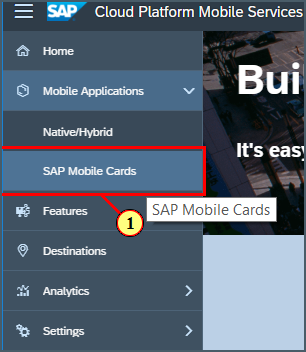 SAP Cloud Platform Mobile Services
Home
Mobile Applications
Native/Hybrid
SAP Mobile Cards
Features
Destinations
Analytics
Settings
1
SAP Mobile Cards
Bui
It's easy